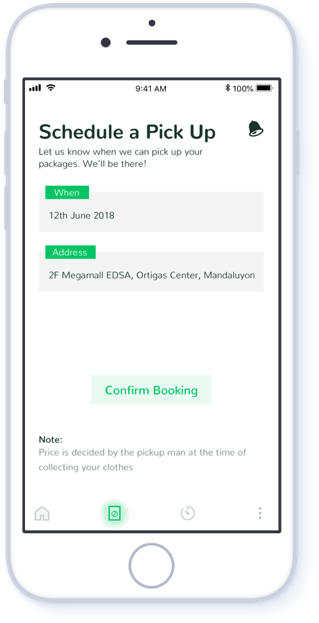 9:41 AM
100%
Schedule a Pick Up
Let us know when we can pick up your
packages. We'll be there!
When
12th June 2018
Address
2F Megamall EDSA, Ortigas Center, Mandaluyon
Confirm Booking
Note:
Price is decided by the pickup man at the time of
collecting your clothes